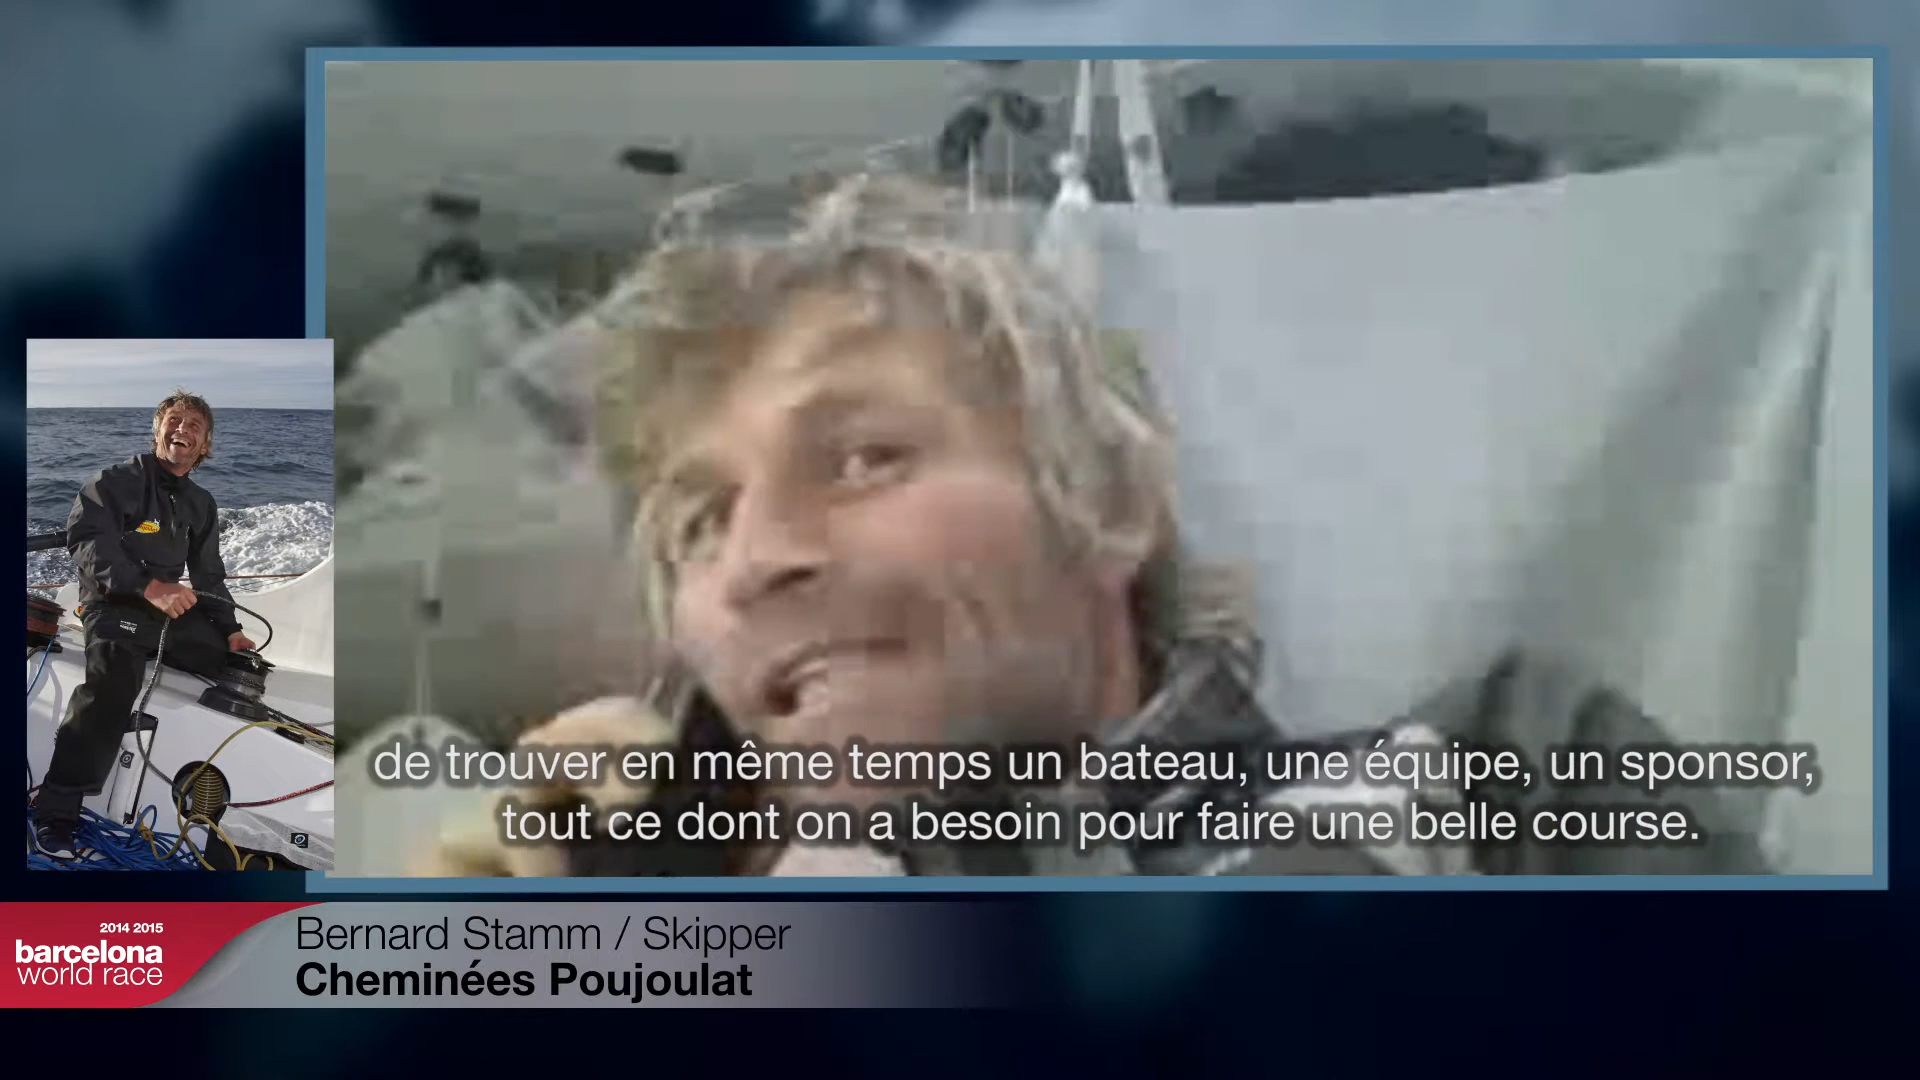 de trouver en même temps un bateau, une équipe, un sponsor,
tout ce dont on a besoin pour faire une belle course.
2014 2015
barcelona
world race
Bernard Stamm / Skipper
Cheminées Poujoulat